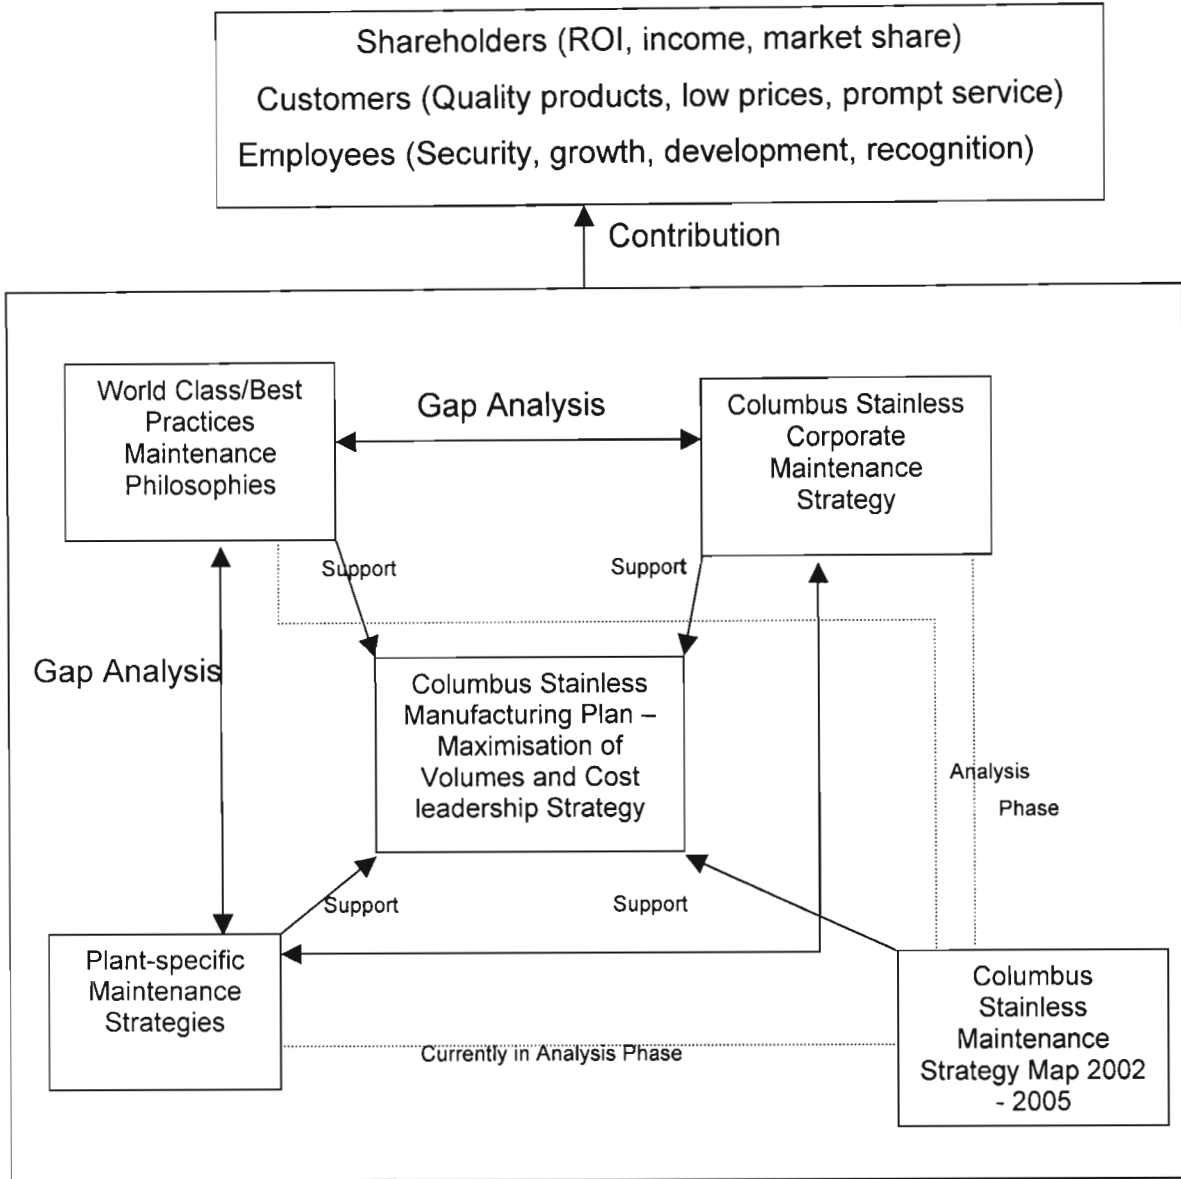 Shareholders (ROI, income, market share)
Customers (Quality products, low prices, prompt service)
Employees (Security, growth, development, recognition)
Contribution
World Class/Best
Practices
Maintenance
Philosophies
Gap Analysis
Columbus Stainless
Corporate
Maintenance
Strategy
Support
Support
Gap Analysis
Columbus Stainless
Manufacturing Plan –
Maximisation of
Volumes and Cost
leadership Strategy
Analysis
Phase
Support
Support
Plant-specific
Maintenance
Strategies
Currently in Analysis Phase
Columbus
Stainless
Maintenance
Strategy Map 2002
- 2005